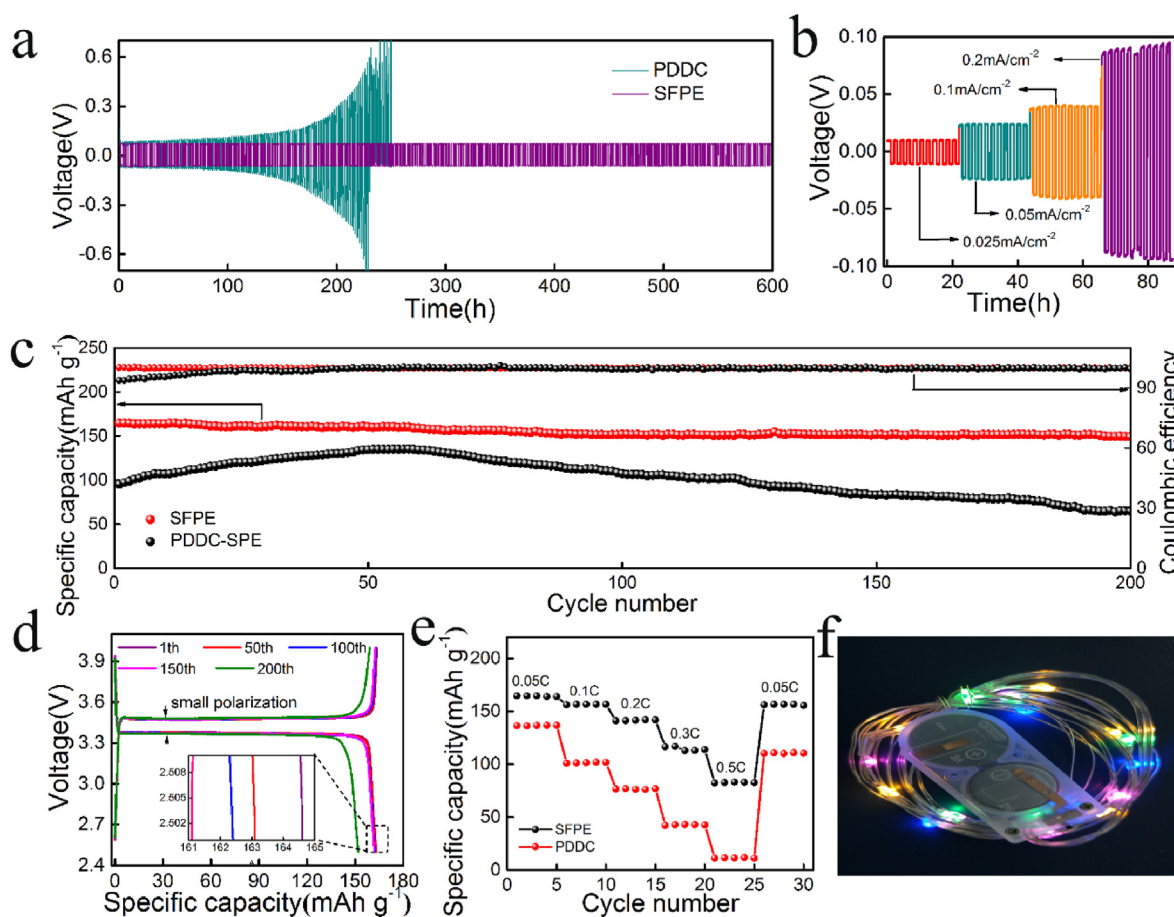 a
Voltage(V)
0.6
0.3
0.0
-0.3
-0.6
PDDC
SFPE
0 100 200 300 400 500 600
Time(h)
b
Voltage(V)
0.10
0.05
0.00
-0.05
-0.10
0.2mA/cm-2
0.1mA/cm-2
0.05mA/cm-2
0.025mA/cm-2
0 20 40 60 80
Time(h)
c
Specific capacity(mAh g-1)
250
200
150
100
50
0
SFPE
PDDC-SPE
90
60
30
0
Coulombic efficiency
0 50 100 150 200
Cycle number
d
Voltage(V)
3.9
3.6
3.3
3.0
2.7
2.4
1th 50th 100th
150th 200th
small polarization
2.508
2.505
2.502
161 162 163 164 165
0 30 60 90 120 150 180
Specific capacity(mAh g-1)
e
Specific capacity(mAh g-1)
200
150
100
50
0
0.05C 0.1C 0.2C 0.3C 0.5C 0.05C
SFPE
PDDC
0 5 10 15 20 25 30
Cycle number
f